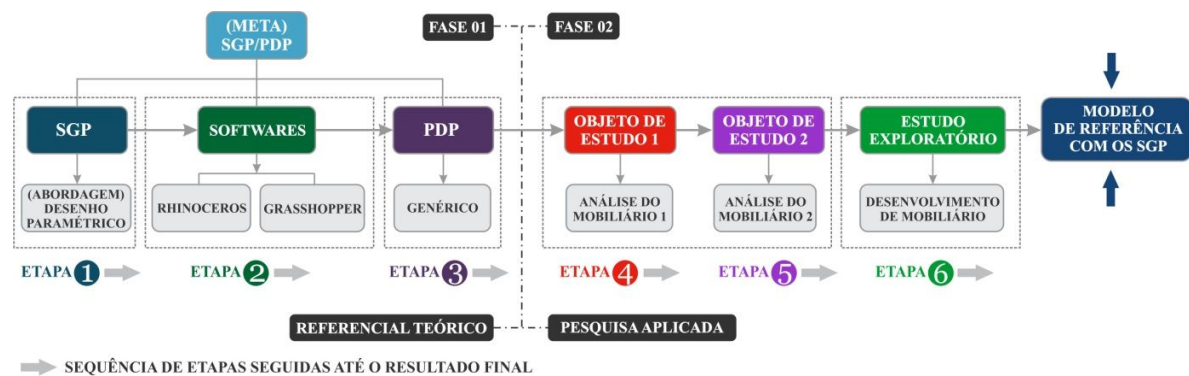 (META)
SGP/PDP
FASE 01
FASE 02
SGP
SOFTWARES
PDP
OBJETO DE
ESTUDO 1
OBJETO DE
ESTUDO 2
ESTUDO
EXPLORATÓRIO
MODELO
DE REFERÊNCIA
COM OS SGP
(ABORDAGEM)
DESENHO
PARAMÉTRICO
RHINOCEROS
GRASSHOPPER
GENÉRICO
ANÁLISE DO
MOBILIÁRIO 1
ANÁLISE DO
MOBILIÁRIO 2
DESENVOLVIMENTO
DE MOBILIÁRIO
ETAPA 1
ETAPA 2
ETAPA 3
ETAPA 4
ETAPA 5
ETAPA 6
REFERENCIAL TEÓRICO
PESQUISA APLICADA
SEQUÊNCIA DE ETAPAS SEGUIDAS ATÉ O RESULTADO FINAL